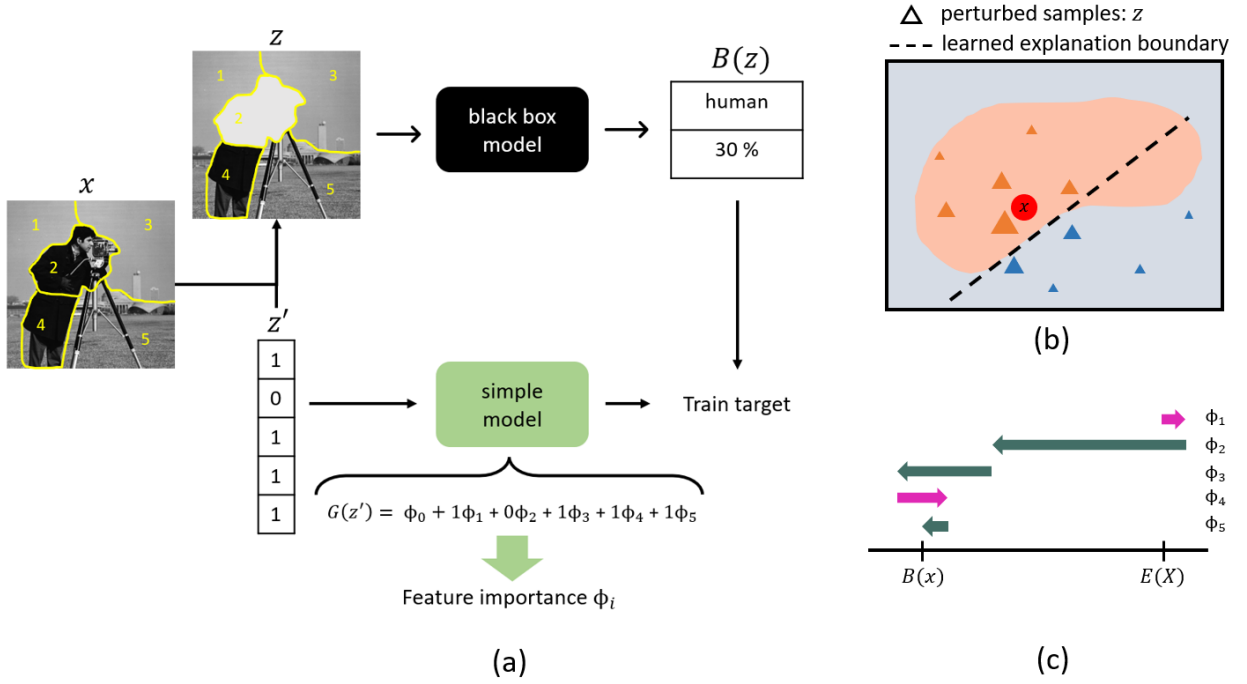 z
1
3
2
4
5
black box
model
B(z)
human
30 %
x
1
3
2
4
5
z′
1
0
1
1
1
simple
model
Train target
G(z′) = ϕ₀ + 1ϕ₁ + 0ϕ₂ + 1ϕ₃ + 1ϕ₄ + 1ϕ₅
Feature importance ϕᵢ
(a)
perturbed samples: z
learned explanation boundary
x
(b)
ϕ₁
ϕ₂
ϕ₃
ϕ₄
ϕ₅
B(x)
E(X)
(c)